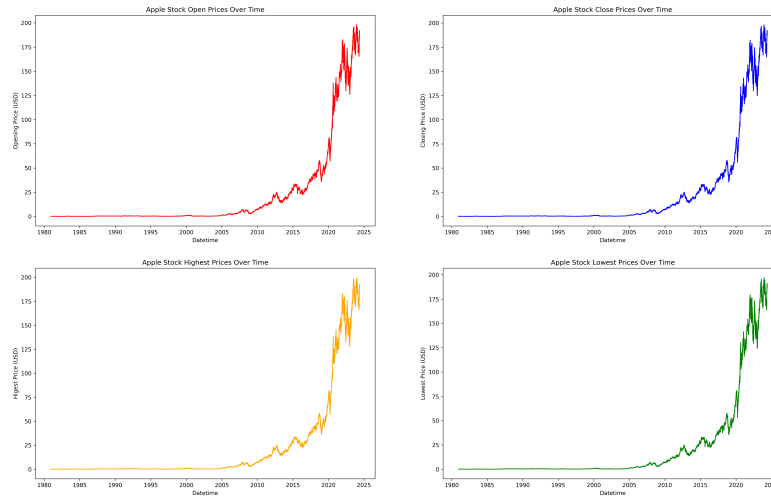 Apple Stock Open Prices Over Time
Opening Price (USD)
200
175
150
125
100
75
50
25
0
1980 1985 1990 1995 2000 2005 2010 2015 2020 2025
Datetime
Apple Stock Close Prices Over Time
Closing Price (USD)
200
175
150
125
100
75
50
25
0
1980 1985 1990 1995 2000 2005 2010 2015 2020
Datetime
Apple Stock Highest Prices Over Time
Higest Price (USD)
200
175
150
125
100
75
50
25
0
1980 1985 1990 1995 2000 2005 2010 2015 2020 2025
Datetime
Apple Stock Lowest Prices Over Time
Lowest Price (USD)
200
175
150
125
100
75
50
25
0
1980 1985 1990 1995 2000 2005 2010 2015 2020
Datetime